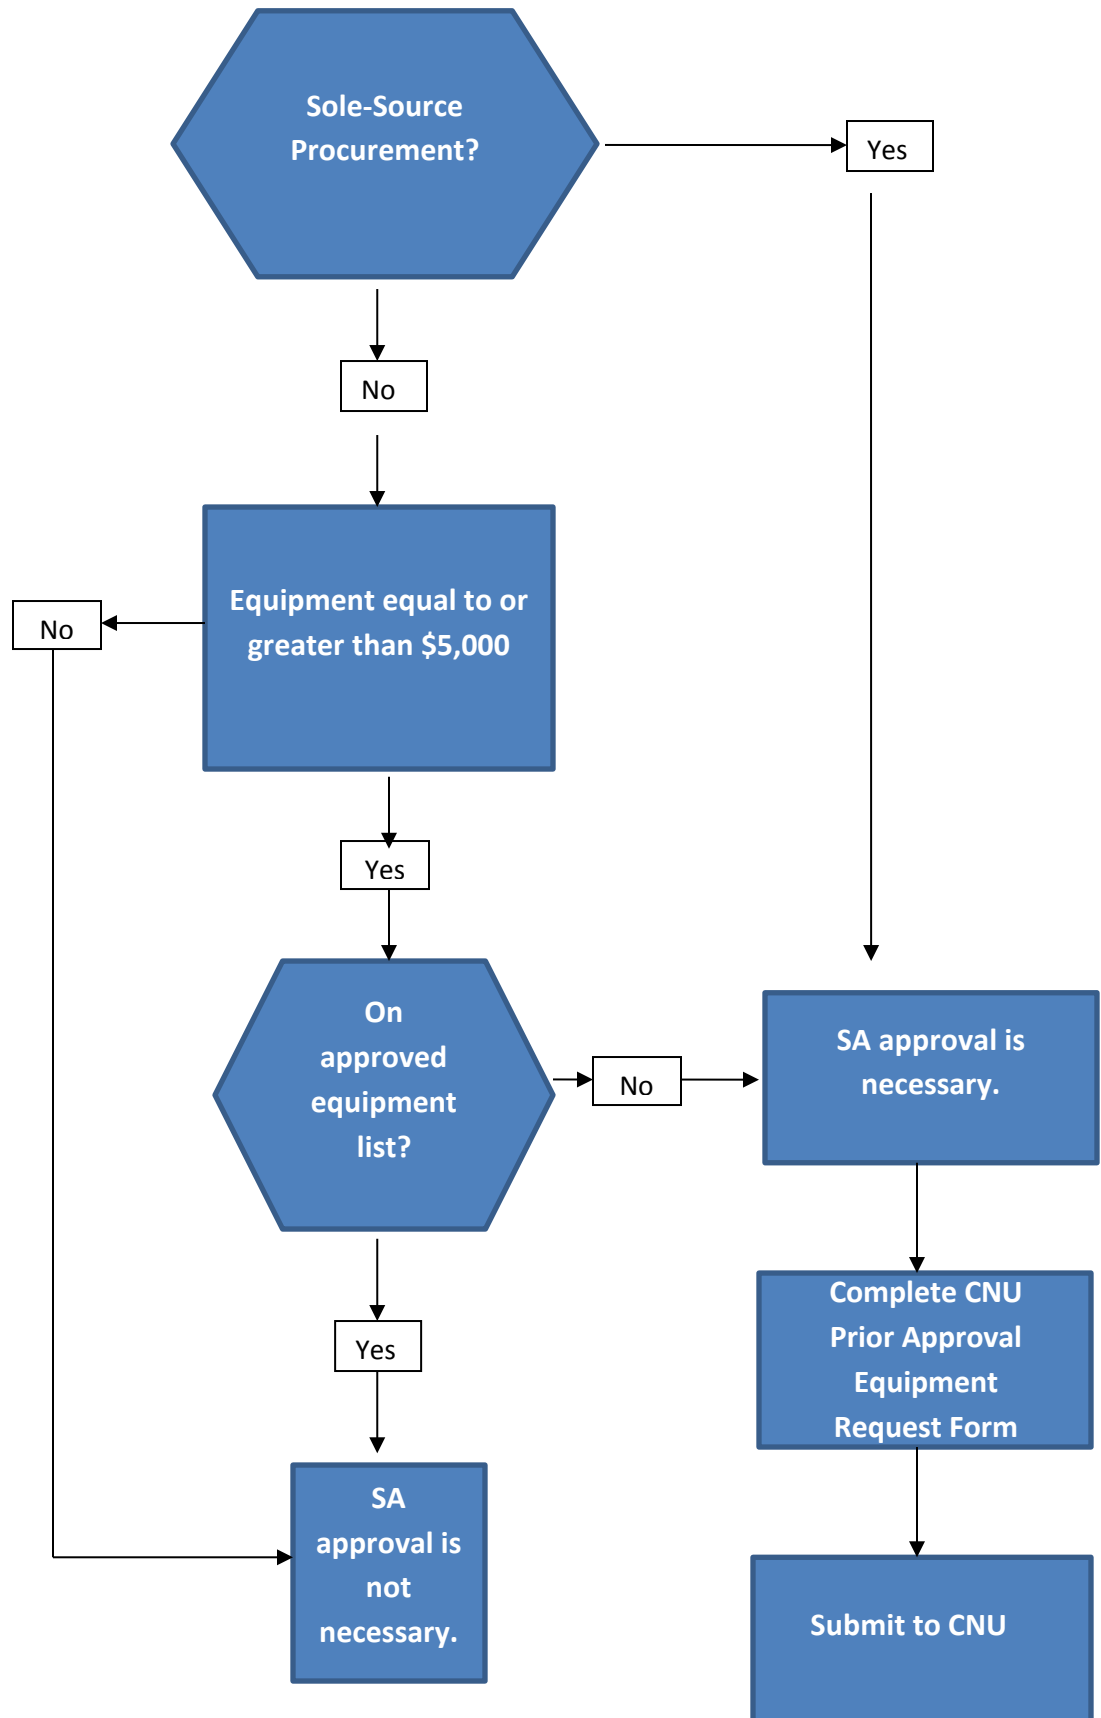 Sole-Source
Procurement?
Yes
No
Equipment equal to or
greater than $5,000
No
Yes
On
approved
equipment
list?
No
SA approval is
necessary.
Complete CNU
Prior Approval
Equipment
Request Form
Yes
SA
approval is
not
necessary.
Submit to CNU